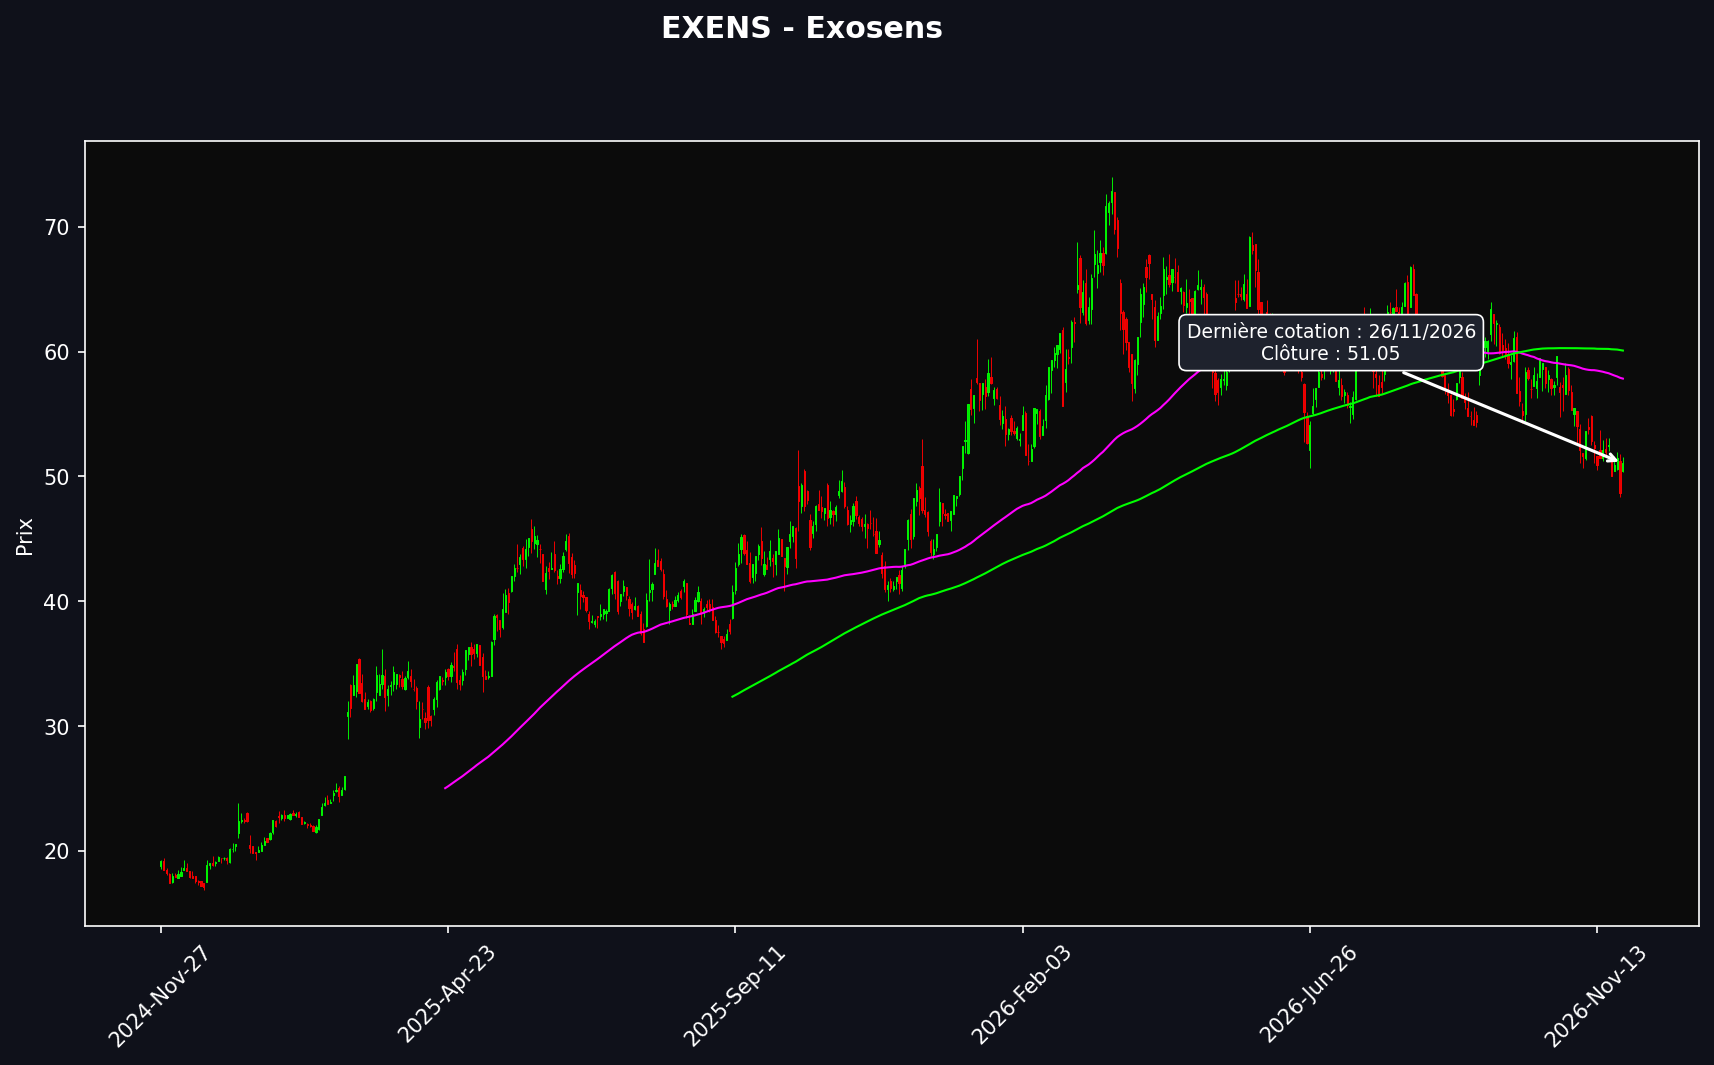 EXENS - Exosens
70
60
50
40
30
20
Prix
Dernière cotation : 26/11/2026
Clôture : 51.05
2024-Nov-27
2025-Apr-23
2025-Sep-11
2026-Feb-03
2026-Jun-26
2026-Nov-13